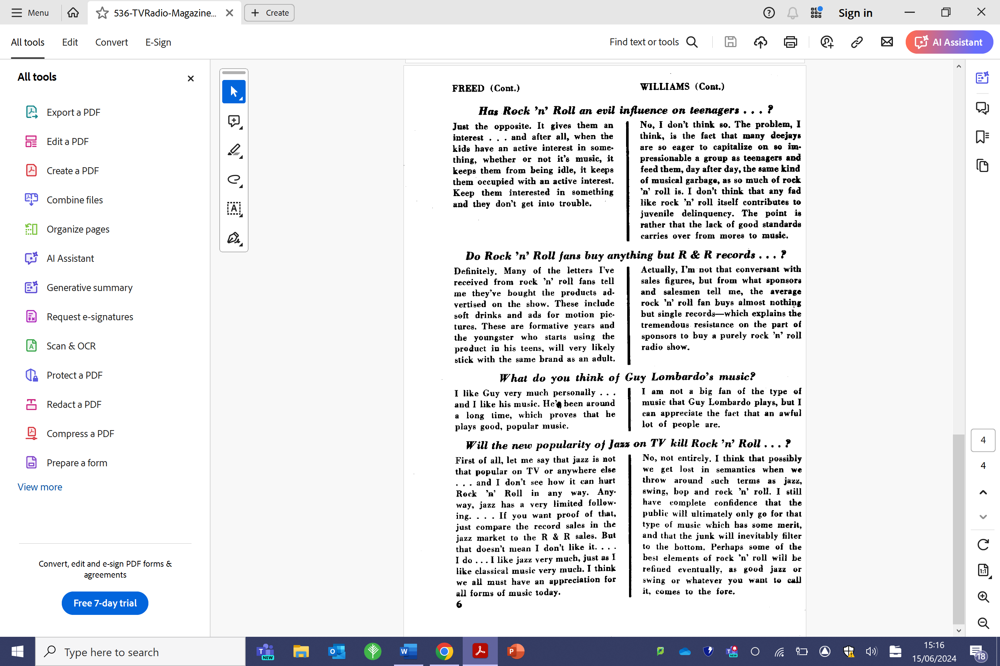 Menu
536-TVRadio-Magazine...
Create
Sign in
All tools
Edit
Convert
E-Sign
Find text or tools
AI Assistant
All tools
Export a PDF
Edit a PDF
Create a PDF
Combine files
Organize pages
AI Assistant
Generative summary
Request e-signatures
Scan & OCR
Protect a PDF
Redact a PDF
Compress a PDF
Prepare a form
View more
Convert, edit and e-sign PDF forms &
agreements
Free 7-day trial
FREED (Cont.)
WILLIAMS (Cont.)
Has Rock 'n' Roll an evil influence on teenagers . . . ?
Just the opposite. It gives them an
interest . . . and after all, when the
kids have an active interest in some-
thing, whether or not it's music, it
keeps them from being idle, it keeps
them occupied with an active interest.
Keep them interested in something
and they don't get into trouble.
No, I don't think so. The problem, I
think, is the fact that many deejays
are so eager to capitalize on so im-
pressionable a group as teenagers and
feed them, day after day, the same kind
of musical garbage, as so much of rock
'n' roll is. I don't think that any fad
like rock 'n' roll itself contributes to
juvenile delinquency. The point is
rather that the lack of good standards
carries over from mores to music.
Do Rock 'n' Roll fans buy anything but R & R records . . . ?
Definitely. Many of the letters I've
received from rock 'n' roll fans tell
me they've bought the products ad-
vertised on the show. These include
soft drinks and ads for motion pic-
tures. These are formative years and
the youngster who starts using the
product in his teens, will very likely
stick with the same brand as an adult.
Actually, I'm not that conversant with
sales figures, but from what sponsors
and salesmen tell me, the average
rock 'n' roll fan buys almost nothing
but single records—which explains the
tremendous resistance on the part of
sponsors to buy a purely rock 'n' roll
radio show.
What do you think of Guy Lombardo's music?
I like Guy very much personally . . .
and I like his music. He's been around
a long time, which proves that he
plays good, popular music.
I am not a big fan of the type of
music that Guy Lombardo plays, but I
can appreciate the fact that an awful
lot of people are.
Will the new popularity of Jazz on TV kill Rock 'n' Roll . . . ?
First of all, let me say that jazz is not
that popular on TV or anywhere else
. . . and I don't see how it can hurt
Rock 'n' Roll in any way. Any-
way, jazz has a very limited follow-
ing. . . . If you want proof of that,
just compare the record sales in the
jazz market to the R & R sales. But
that doesn't mean I don't like it. . . .
I do . . . I like jazz very much, just as I
like classical music very much. I think
we all must have an appreciation for
all forms of music today.
6
No, not entirely. I think that possibly
we get lost in semantics when we
throw around such terms as jazz,
swing, bop and rock 'n' roll. I still
have complete confidence that the
public will ultimately only go for that
type of music which has some merit,
and that the junk will inevitably filter
to the bottom. Perhaps some of the
best elements of rock 'n' roll will be
refined eventually, as good jazz or
swing or whatever you want to call
it, comes to the fore.
4
4
1:1
Type here to search
NEW
NEW
15:16
15/06/2024
18